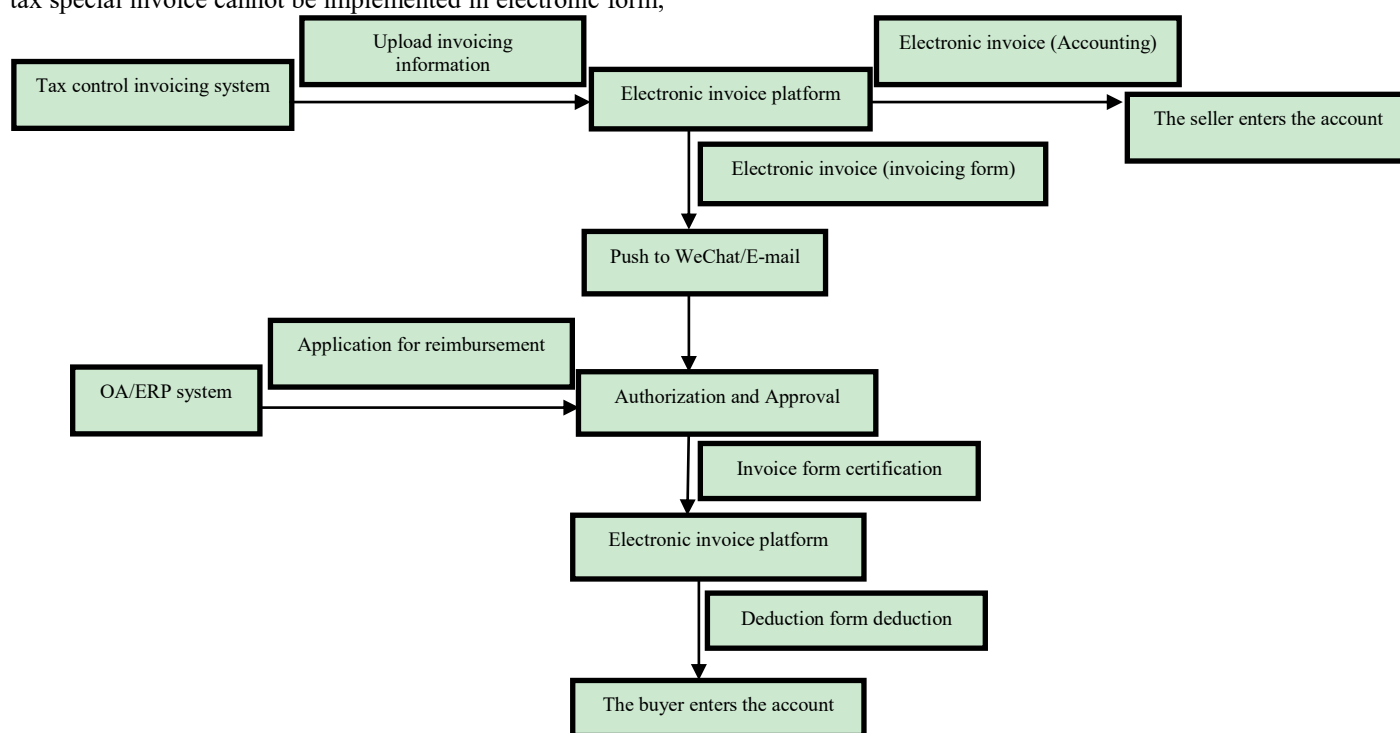 tax special invoice cannot be implemented in electronic form;
Upload invoicing
information
Electronic invoice (Accounting)
Tax control invoicing system
Electronic invoice platform
The seller enters the account
Electronic invoice (invoicing form)
Push to WeChat/E-mail
Application for reimbursement
OA/ERP system
Authorization and Approval
Invoice form certification
Electronic invoice platform
Deduction form deduction
The buyer enters the account